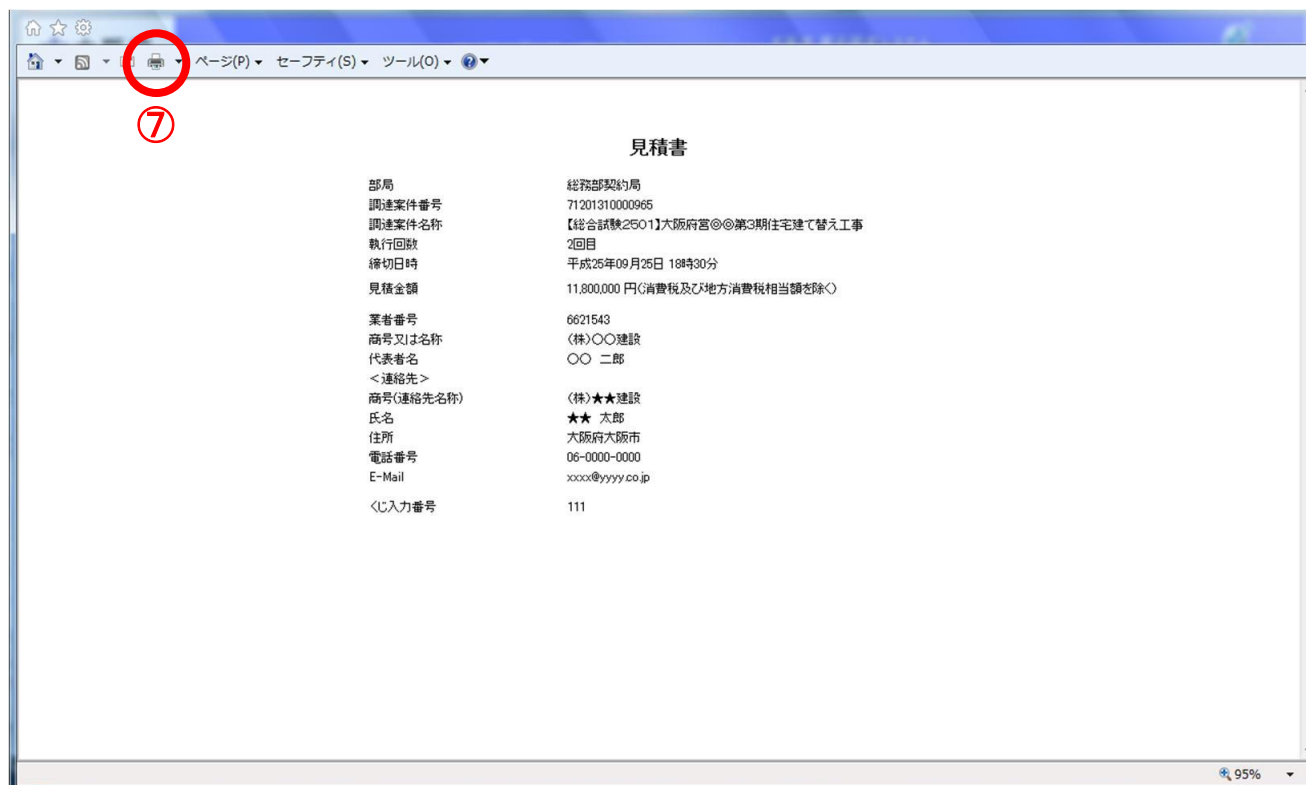 ページ(P) セーフティ(S) ツール(O)
⑦
見積書
部局 総務部契約局
調達案件番号 71201310000965
調達案件名称 【総合試験2501】大阪府営◎◎第3期住宅建て替え工事
執行回数 2回目
締切日時 平成25年09月25日 18時30分
見積金額 11,800,000 円(消費税及び地方消費税相当額を除く)
業者番号 6621543
商号又は名称 (株)〇〇建設
代表者名 〇〇 二郎
<連絡先>
商号(連絡先名称) (株)★★建設
氏名 ★★ 太郎
住所 大阪府大阪市
電話番号 06-0000-0000
E-Mail xxxx@yyyy.co.jp
くじ入力番号 111
95%